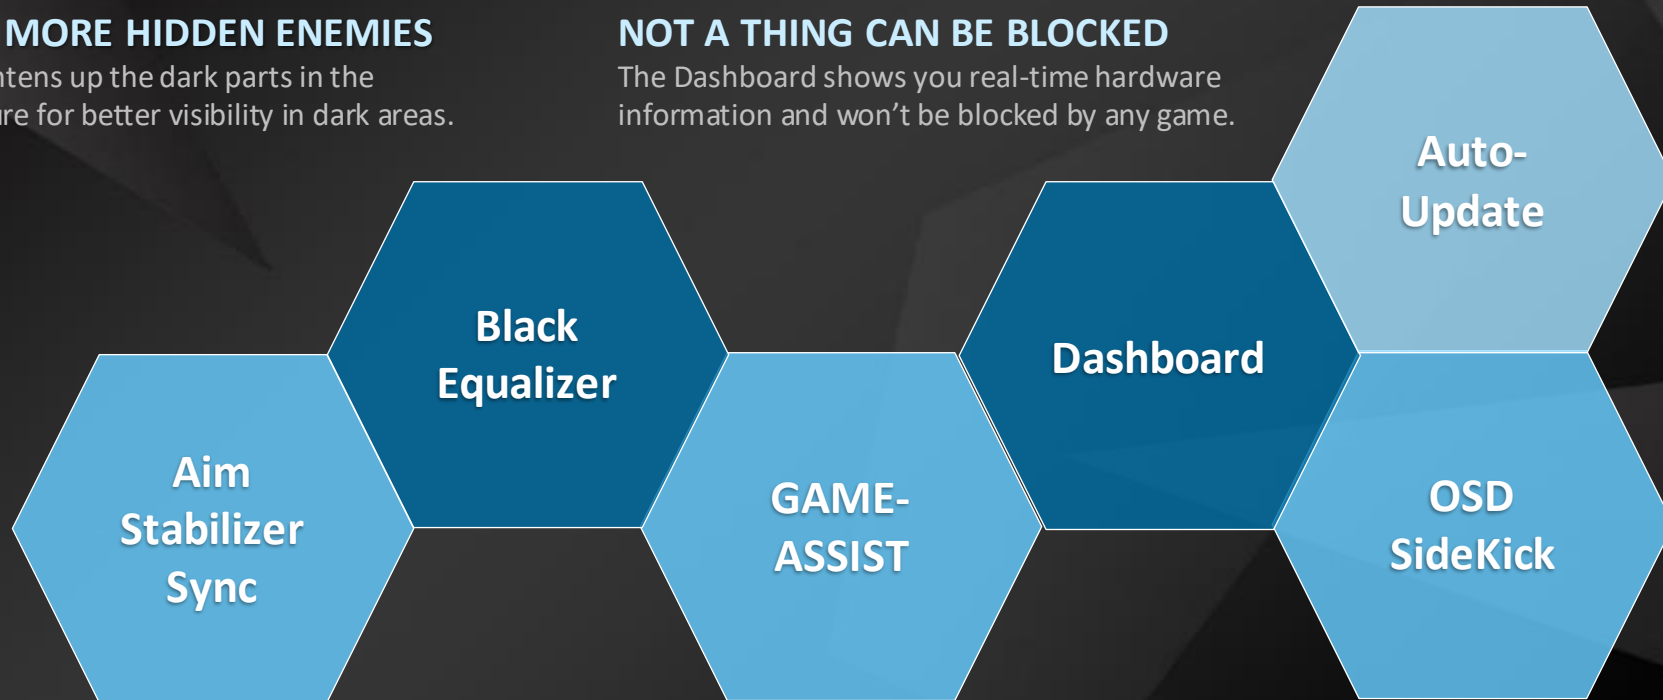 MORE HIDDEN ENEMIES
ntens up the dark parts in the
re for better visibility in dark areas.
NOT A THING CAN BE BLOCKED
The Dashboard shows you real-time hardware
information and won’t be blocked by any game.
Auto-
Update
Black
Equalizer
Dashboard
Aim
Stabilizer
Sync
GAME-
ASSIST
OSD
SideKick